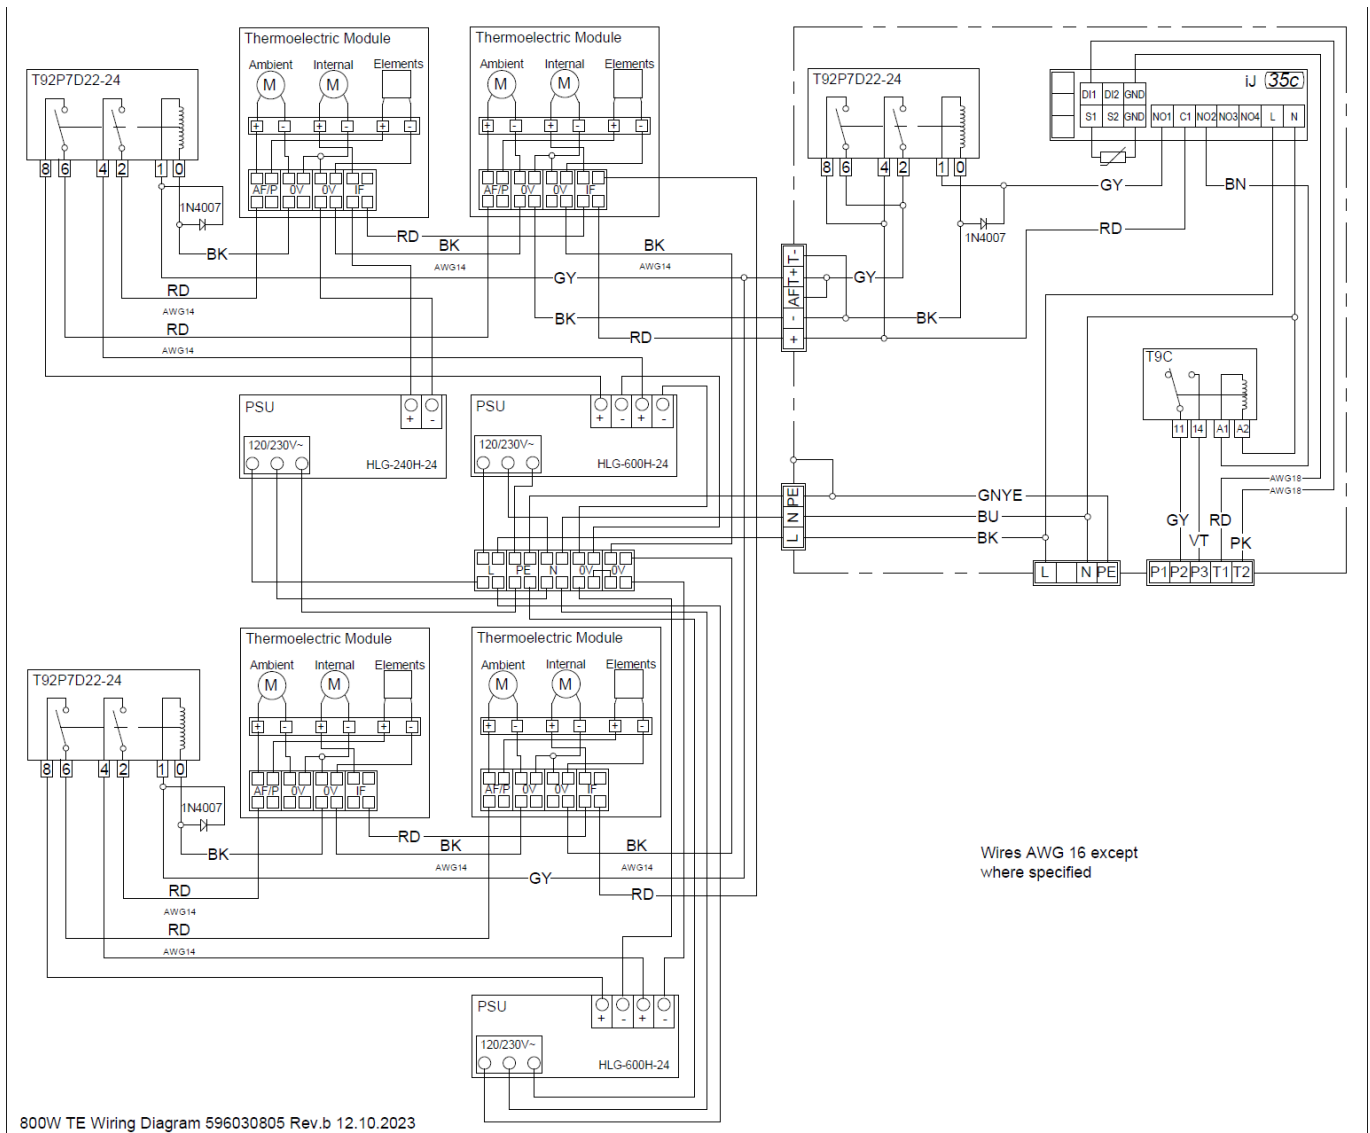 Thermoelectric Module
Ambient Internal Elements
M M
+ - + - + -
AF/P 0V 0V IF
Thermoelectric Module
Ambient Internal Elements
M M
+ - + - + -
AF/P 0V 0V IF
T92P7D22-24
8 6 4 2 1 0
1N4007
BK
RD
AWG14
RD
AWG14
RD
BK
AWG14
BK
AWG14
GY
BK
RD
T92P7D22-24
8 6 4 2 1 0
1N4007
iJ 35c
DI1 DI2 GND
S1 S2 GND
NO1 C1 NO2 NO3 NO4 L N
GY
BN
RD
T-
T+
AF
-
+
GY
BK
T9C
11 14 A1 A2
AWG18
AWG18
PSU
+ -
120/230V~
HLG-240H-24
PSU
+ - + -
120/230V~
HLG-600H-24
PE
N
L
GNYE
BU
BK
GY RD
VT PK
L N PE
P1 P2 P3 T1 T2
L PE N 0V 0V
Thermoelectric Module
Ambient Internal Elements
M M
+ - + - + -
AF/P 0V 0V IF
Thermoelectric Module
Ambient Internal Elements
M M
+ - + - + -
AF/P 0V 0V IF
T92P7D22-24
8 6 4 2 1 0
1N4007
BK
RD
AWG14
RD
AWG14
RD
BK
AWG14
BK
AWG14
GY
RD
Wires AWG 16 except
where specified
PSU
+ - + -
120/230V~
HLG-600H-24
800W TE Wiring Diagram 596030805 Rev.b 12.10.2023